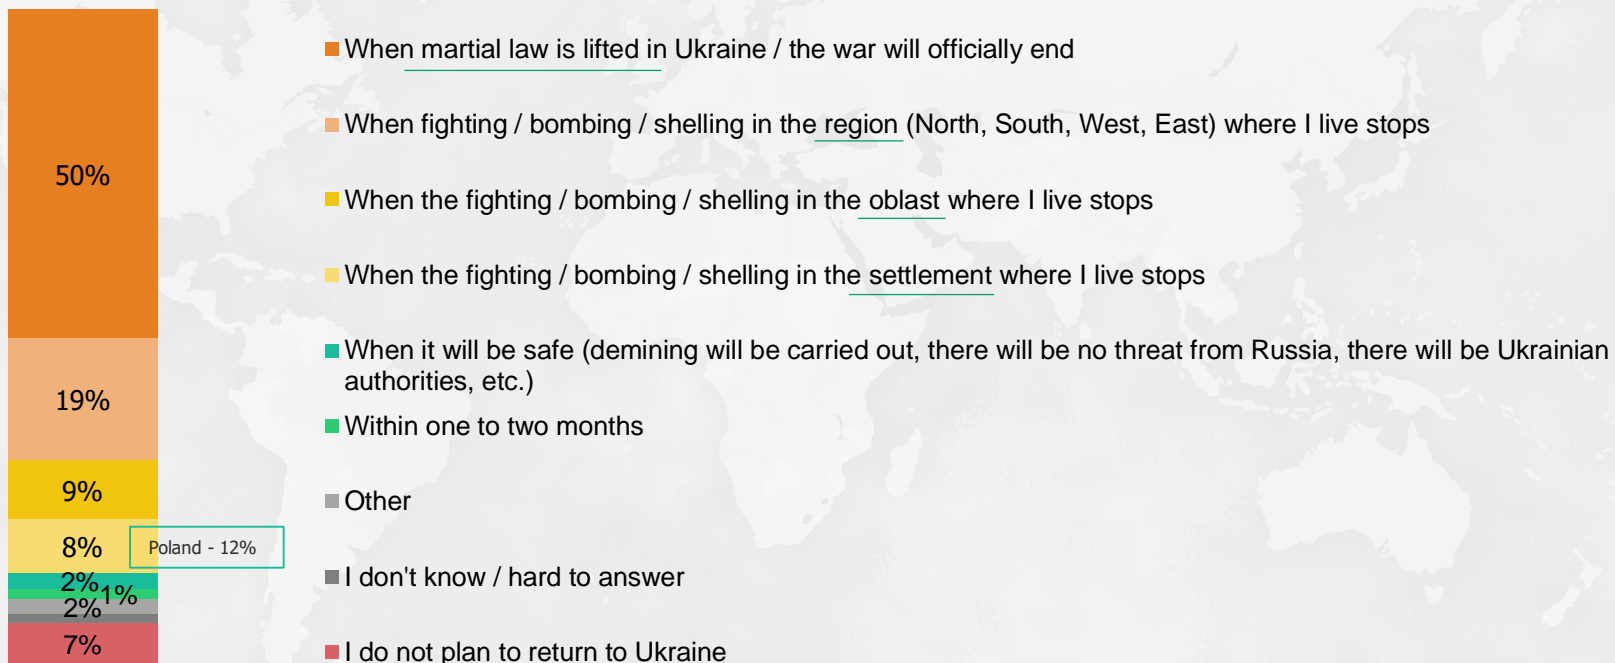 When martial law is lifted in Ukraine / the war will officially end
50%
When fighting / bombing / shelling in the region (North, South, West, East) where I live stops
When the fighting / bombing / shelling in the oblast where I live stops
When the fighting / bombing / shelling in the settlement where I live stops
When it will be safe (demining will be carried out, there will be no threat from Russia, there will be Ukrainian
authorities, etc.)
19%
Within one to two months
9%
Other
8%
Poland - 12%
2%
1%
2%
I don't know / hard to answer
7%
I do not plan to return to Ukraine